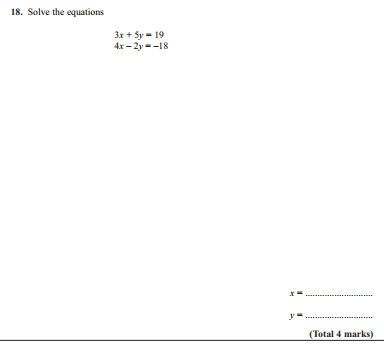 18. Solve the equations
3x + 5y = 19
4x – 2y = –18
x = ............................
y = ............................
(Total 4 marks)